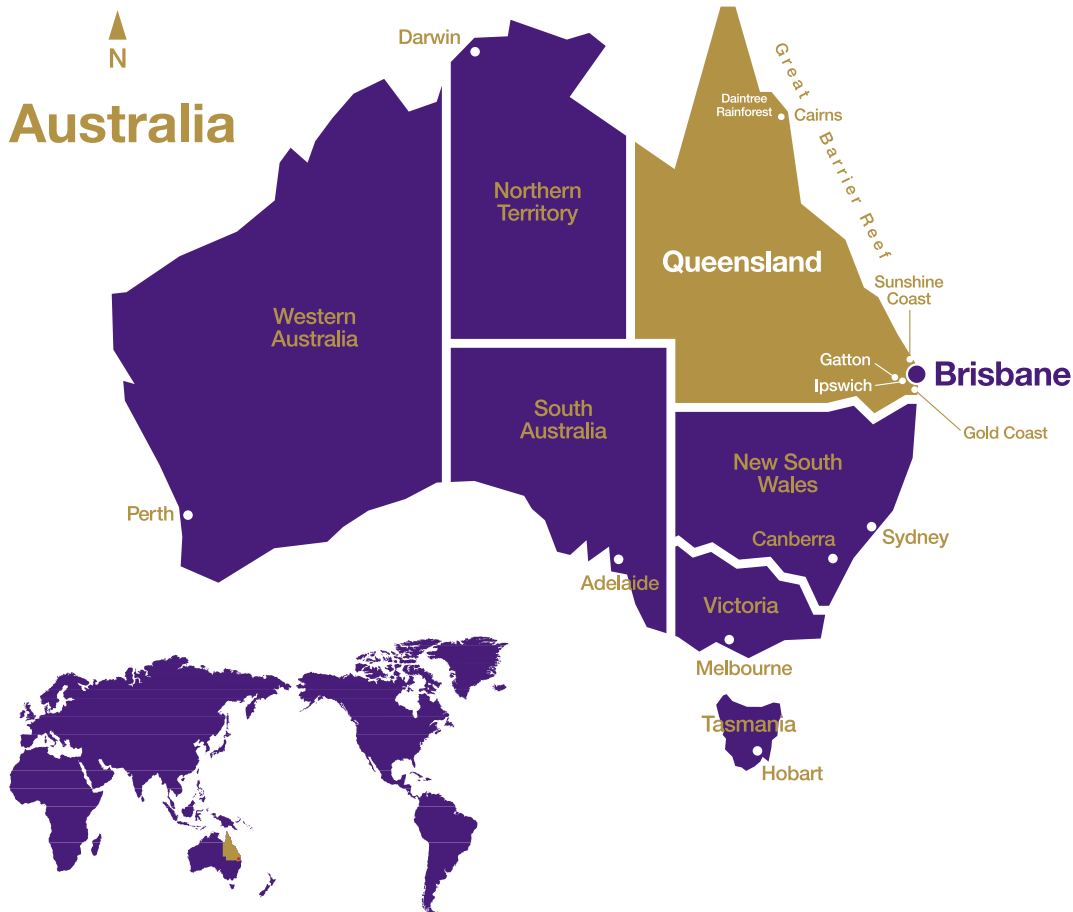 N
Australia
Darwin
Great Barrier Reef
Daintree
Rainforest
Cairns
Northern
Territory
Queensland
Sunshine
Coast
Western
Australia
Gatton
Ipswich
Brisbane
South
Australia
Gold Coast
New South
Wales
Perth
Canberra
Sydney
Adelaide
Victoria
Melbourne
Tasmania
Hobart